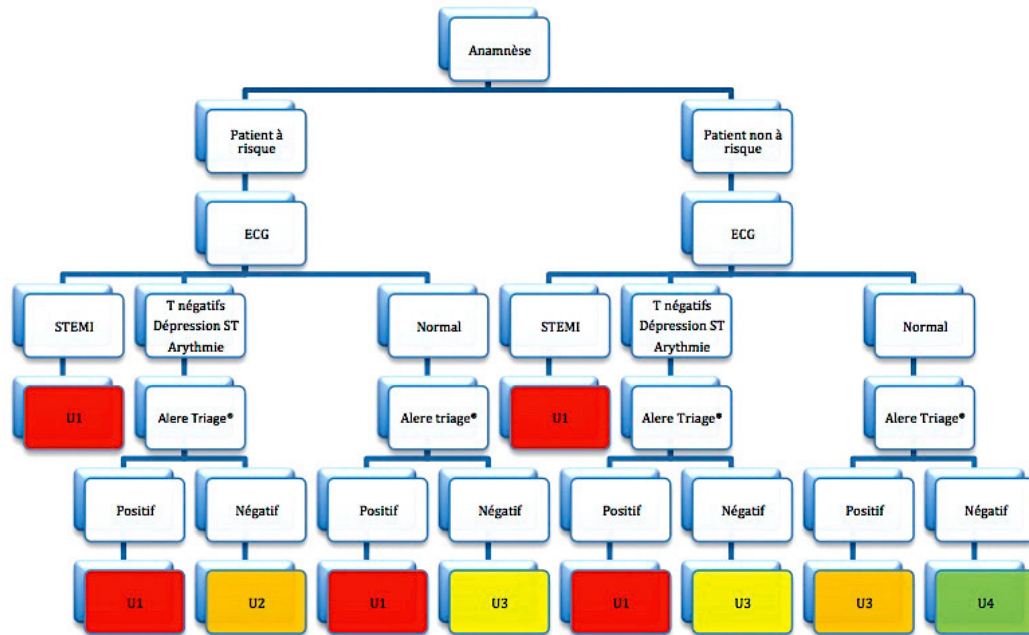 Anamnèse
Patient à
risque
Patient non à
risque
ECG
ECG
STEMI
T négatifs
Dépression ST
Arythmie
Normal
STEMI
T négatifs
Dépression ST
Arythmie
Normal
U1
Alere Triage®
Alere triage®
U1
Alere Triage®
Alere Triage®
Positif
Négatif
Positif
Négatif
Positif
Négatif
Positif
Négatif
U1
U2
U1
U3
U1
U3
U3
U4